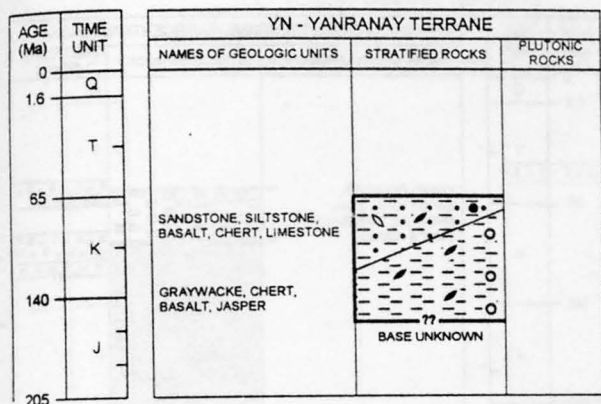 AGE
(Ma)
TIME
UNIT
YN - YANRANAY TERRANE
NAMES OF GEOLOGIC UNITS
STRATIFIED ROCKS
PLUTONIC
ROCKS
0
Q
1.6
T
65
SANDSTONE, SILTSTONE,
BASALT, CHERT, LIMESTONE
K
GRAYWACKE, CHERT,
BASALT, JASPER
140
??
BASE UNKNOWN
J
205